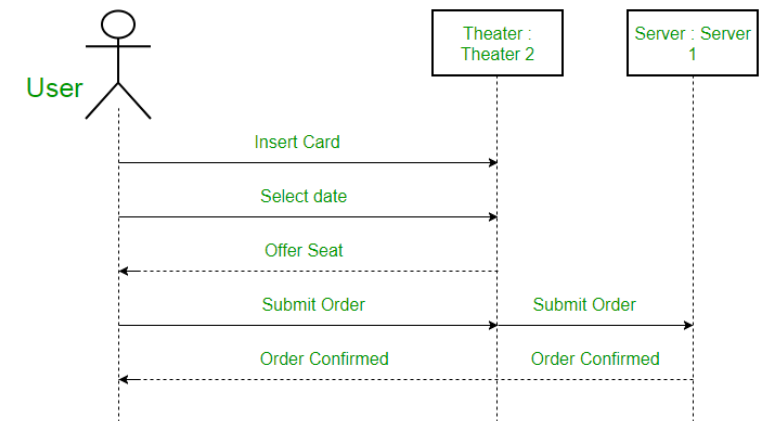 Theater :
Theater 2
Server : Server
1
User
Insert Card
Select date
Offer Seat
Submit Order
Submit Order
Order Confirmed
Order Confirmed